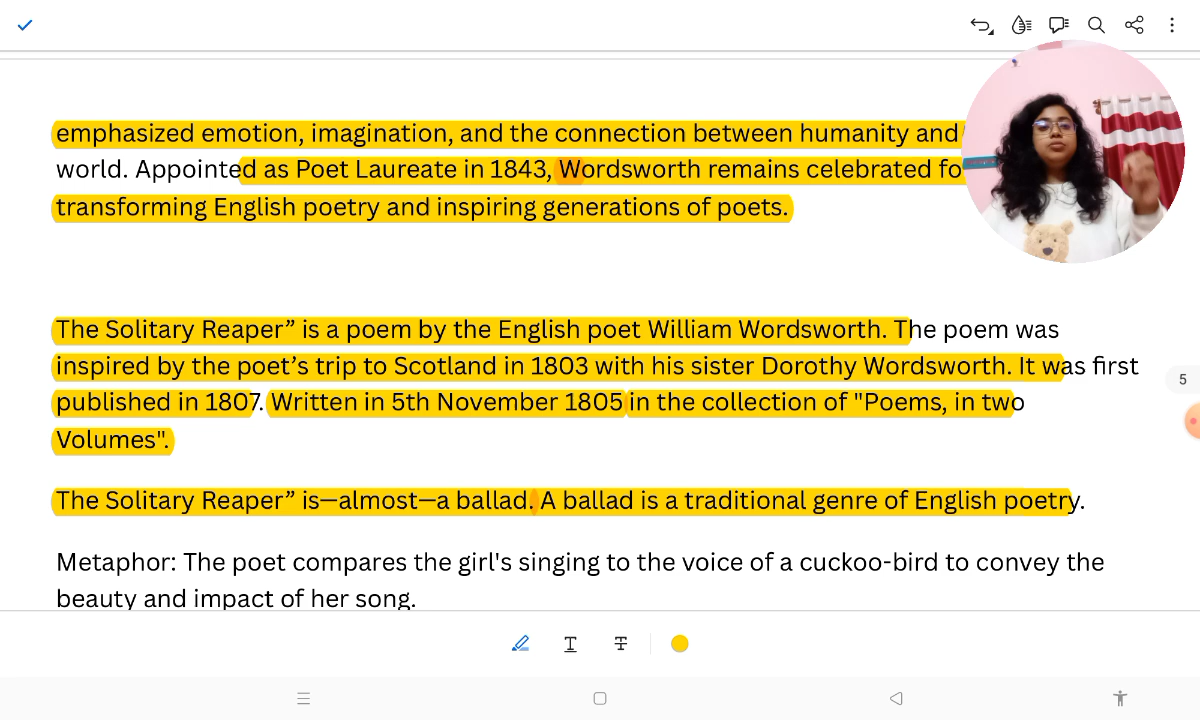 emphasized emotion, imagination, and the connection between humanity and
world. Appointed as Poet Laureate in 1843, Wordsworth remains celebrated fo
transforming English poetry and inspiring generations of poets.
The Solitary Reaper” is a poem by the English poet William Wordsworth. The poem was
inspired by the poet’s trip to Scotland in 1803 with his sister Dorothy Wordsworth. It was first
published in 1807. Written in 5th November 1805 in the collection of "Poems, in two
Volumes".
5
The Solitary Reaper” is—almost—a ballad. A ballad is a traditional genre of English poetry.
Metaphor: The poet compares the girl's singing to the voice of a cuckoo-bird to convey the
beauty and impact of her song.